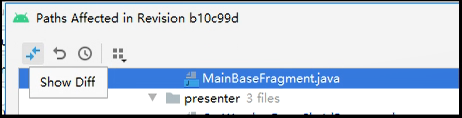 Paths Affected in Revision b10c99d
MainBaseFragment.java
Show Diff
presenter 3 files